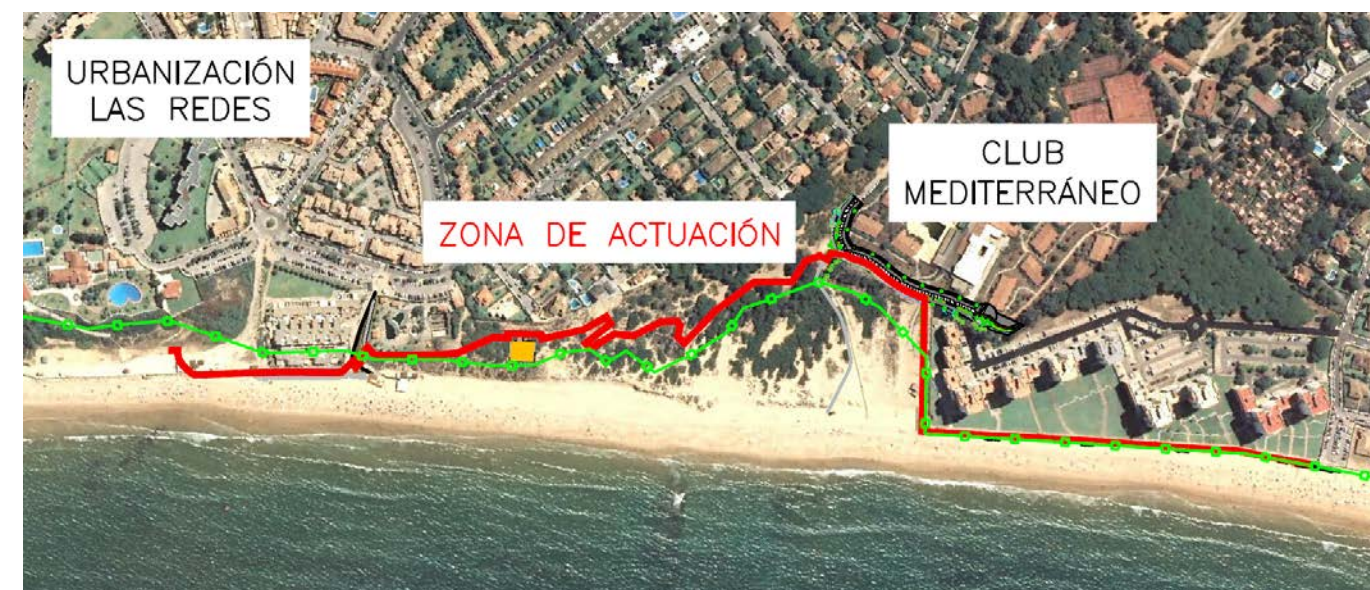 URBANIZACIÓN
LAS REDES
ZONA DE ACTUACIÓN
CLUB
MEDITERRÁNEO